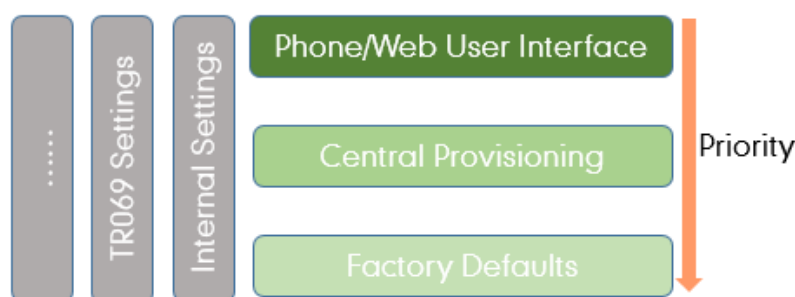 ......
TR069 Settings
Internal Settings
Phone/Web User Interface
Central Provisioning
Factory Defaults
Priority